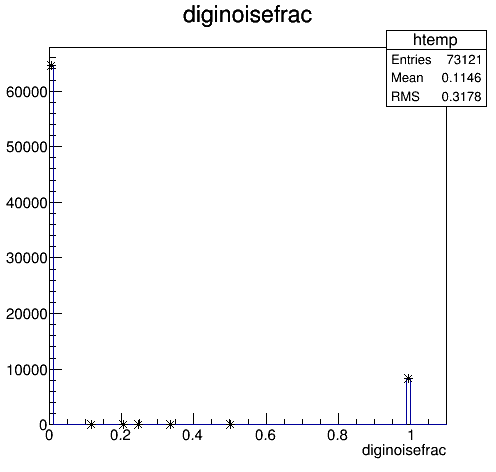 diginoisefrac
htemp
Entries 73121
Mean 0.1146
RMS 0.3178
60000
50000
40000
30000
20000
10000
0
0 0.2 0.4 0.6 0.8 1
diginoisefrac